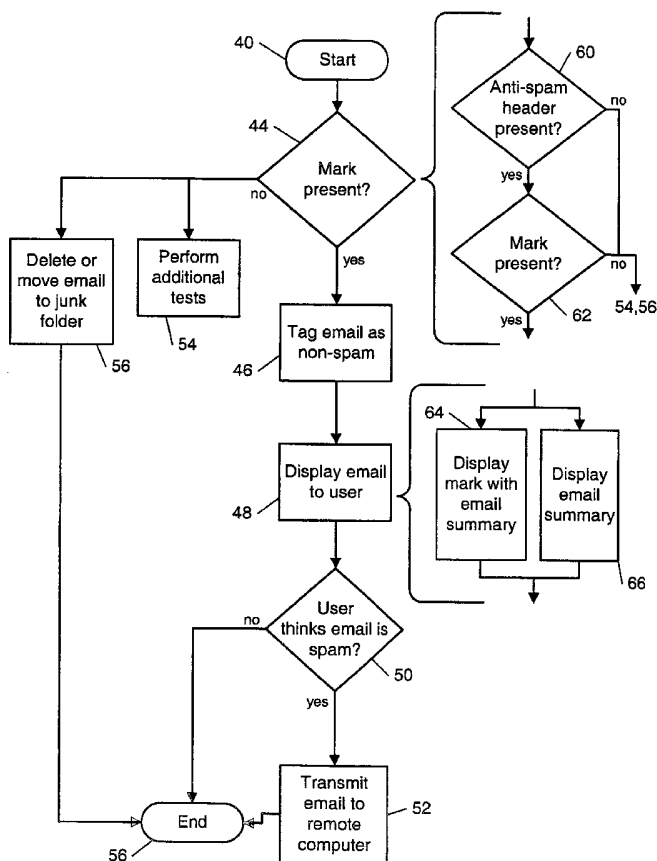 40
Start
44
Mark
present?
no
yes
Delete or
move email
to junk
folder
56
Perform
additional
tests
54
Tag email as
non-spam
46
Display email
to user
48
User
thinks email is
spam?
50
no
yes
Transmit
email to
remote
computer
52
End
56
60
Anti-spam
header
present?
no
yes
Mark
present?
no
62
yes
54,56
64
Display
mark with
email
summary
Display
email
summary
66